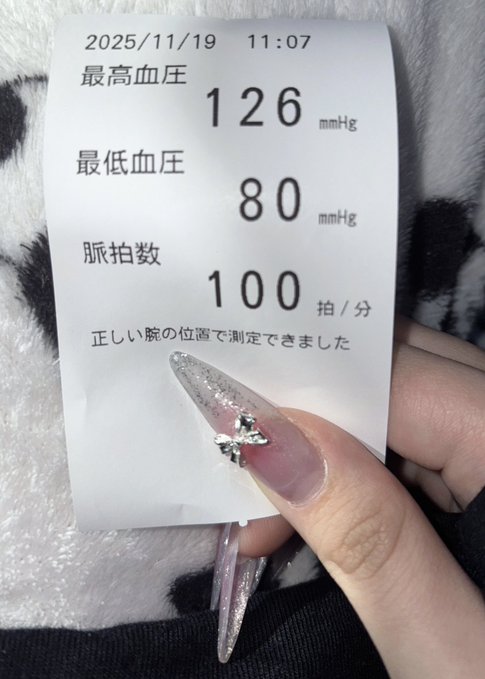 2025/11/19 11:07
最高血圧
126 mmHg
最低血圧
80 mmHg
脈拍数
100 拍/分
正しい腕の位置で測定できました